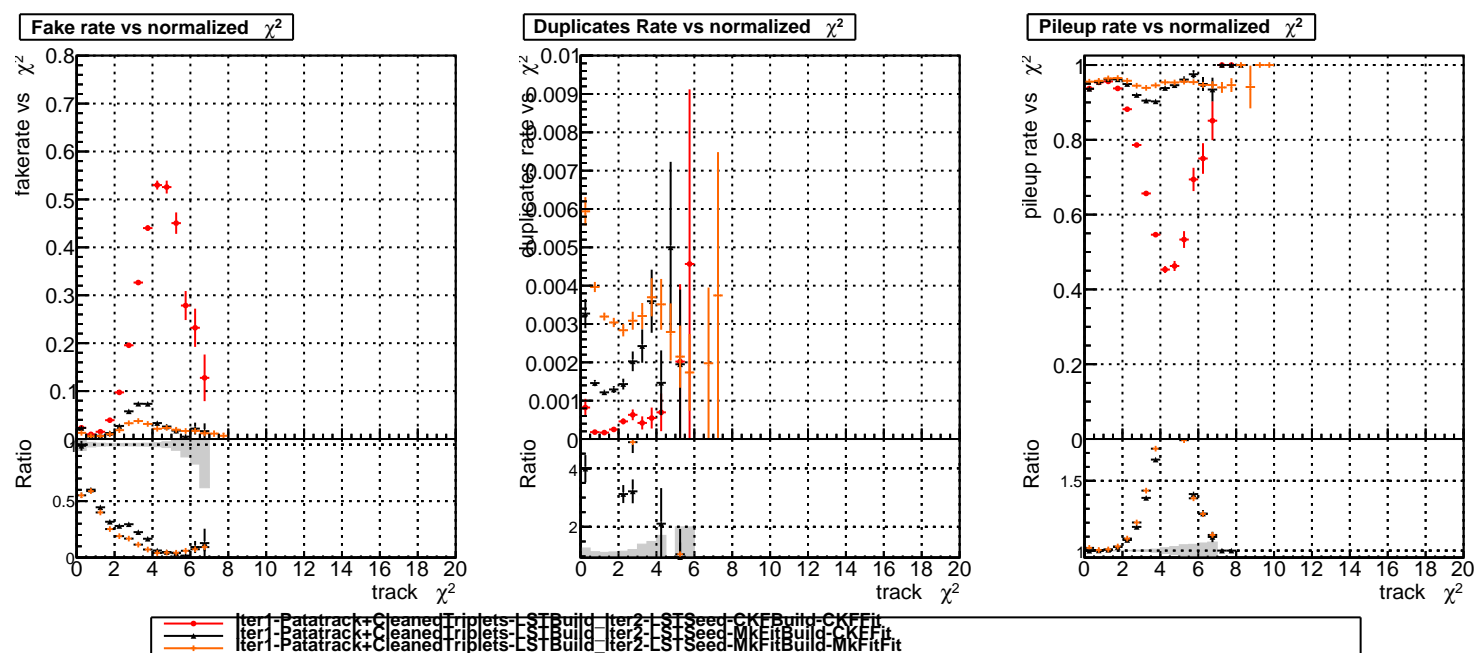 Fake rate vs normalized χ²
Duplicates Rate vs normalized χ²
Pileup rate vs normalized χ²
fakerate vs χ²
0.8
0.7
0.6
0.5
0.4
0.3
0.2
0.1
0
Ratio
1
0.5
0
0 2 4 6 8 10 12 14 16 18 20
track χ²
duplicates rate vs χ²
0.01
0.009
0.008
0.007
0.006
0.005
0.004
0.003
0.002
0.001
0
Ratio
4
2
0 2 4 6 8 10 12 14 16 18 20
track χ²
pileup rate vs χ²
1
0.8
0.6
0.4
0.2
0
Ratio
1.5
1
0 2 4 6 8 10 12 14 16 18 20
track χ²
Iter1-Patatrack+CleanedTriplets-LSTBuild_Iter2-LSTSeed-CKFBuild-CKFFit
Iter1-Patatrack+CleanedTriplets-LSTBuild_Iter2-LSTSeed-MkFitBuild-CKFFit
Iter1-Patatrack+CleanedTriplets-LSTBuild_Iter2-LSTSeed-MkFitBuild-MkFitFit